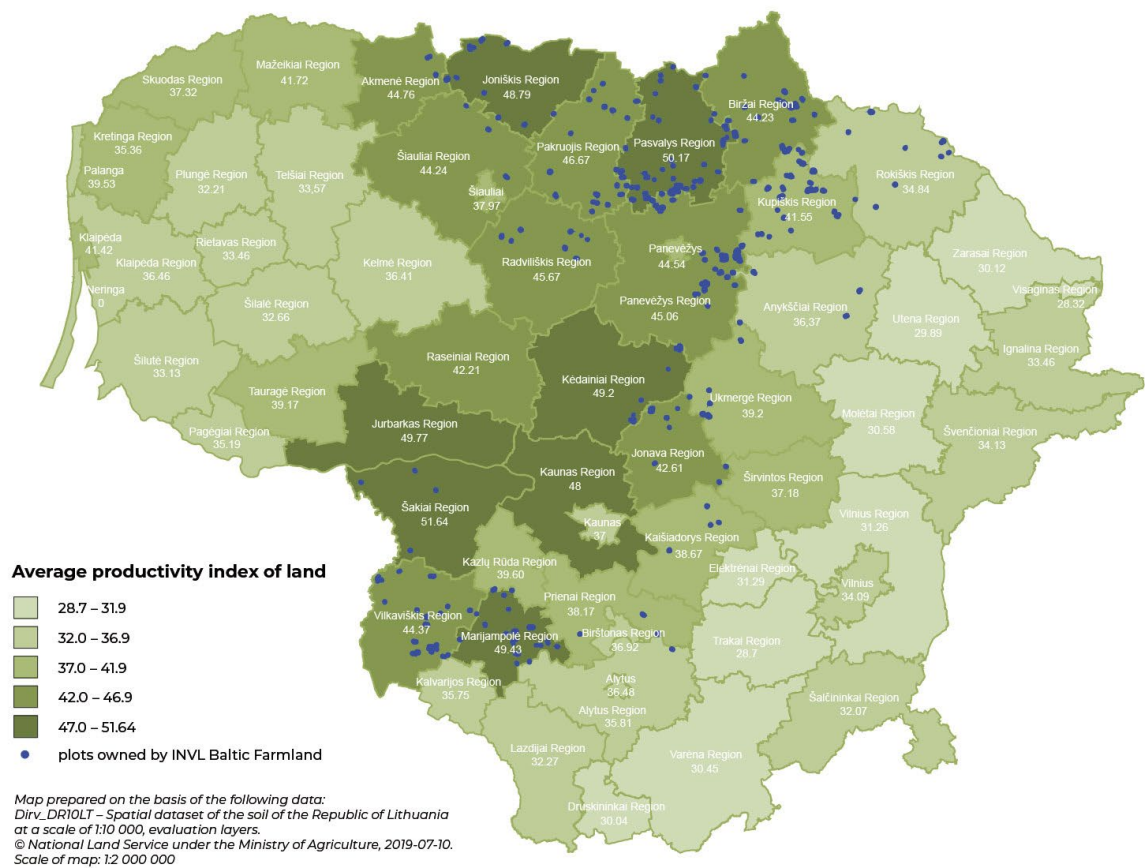 Skuodas Region
37.32
Mažeikiai Region
41.72
Akmenė Region
44.76
Joniškis Region
48.79
Biržai Region
44.23
Kretinga Region
35.36
Palanga
39.53
Plungė Region
32.21
Telšiai Region
33,57
Šiauliai Region
44.24
Šiauliai
37,97
Pakruojis Region
46.67
Pasvalys Region
50.17
Rokiškis Region
34.84
Kupiškis Region
41.55
Klaipėda
41.42
Klaipėda Region
36.46
Rietavas Region
33.46
Kelmė Region
36.41
Radviliškis Region
45.67
Panevėžys
44.54
Panevėžys Region
45.06
Zarasai Region
30.12
Visaginas Region
28.32
Neringa
0
Šilalė Region
32.66
Anykščiai Region
36,37
Utena Region
29.89
Ignalina Region
33.46
Šilutė Region
33.13
Tauragė Region
39.17
Raseiniai Region
42.21
Kėdainiai Region
49.2
Ukmergė Region
39.2
Molėtai Region
30.58
Švenčioniai Region
34.13
Pagėgiai Region
35.19
Jurbarkas Region
49.77
Kaunas Region
48
Jonava Region
42.61
Širvintos Region
37.18
Šakiai Region
51.64
Kaunas
37
Kaišiadorys Region
38.67
Vilnius Region
31.26
Kazlų Rūda Region
39.60
Elektrėnai Region
31.29
Vilnius
34.09
Average productivity index of land
28.7 – 31.9
32.0 – 36.9
37.0 – 41.9
42.0 – 46.9
47.0 – 51.64
plots owned by INVL Baltic Farmland
Vilkaviškis Region
44.37
Marijampolė Region
49.43
Prienai Region
38.17
Birštonas Region
36.92
Trakai Region
28.7
Kalvarijos Region
35.75
Alytus
36.48
Alytus Region
35.81
Šalčininkai Region
32.07
Lazdijai Region
32.27
Varėna Region
30.45
Druskininkai Region
30.04
Map prepared on the basis of the following data:
Dirv_DR10LT – Spatial dataset of the soil of the Republic of Lithuania
at a scale of 1:10 000, evaluation layers.
© National Land Service under the Ministry of Agriculture, 2019-07-10.
Scale of map: 1:2 000 000